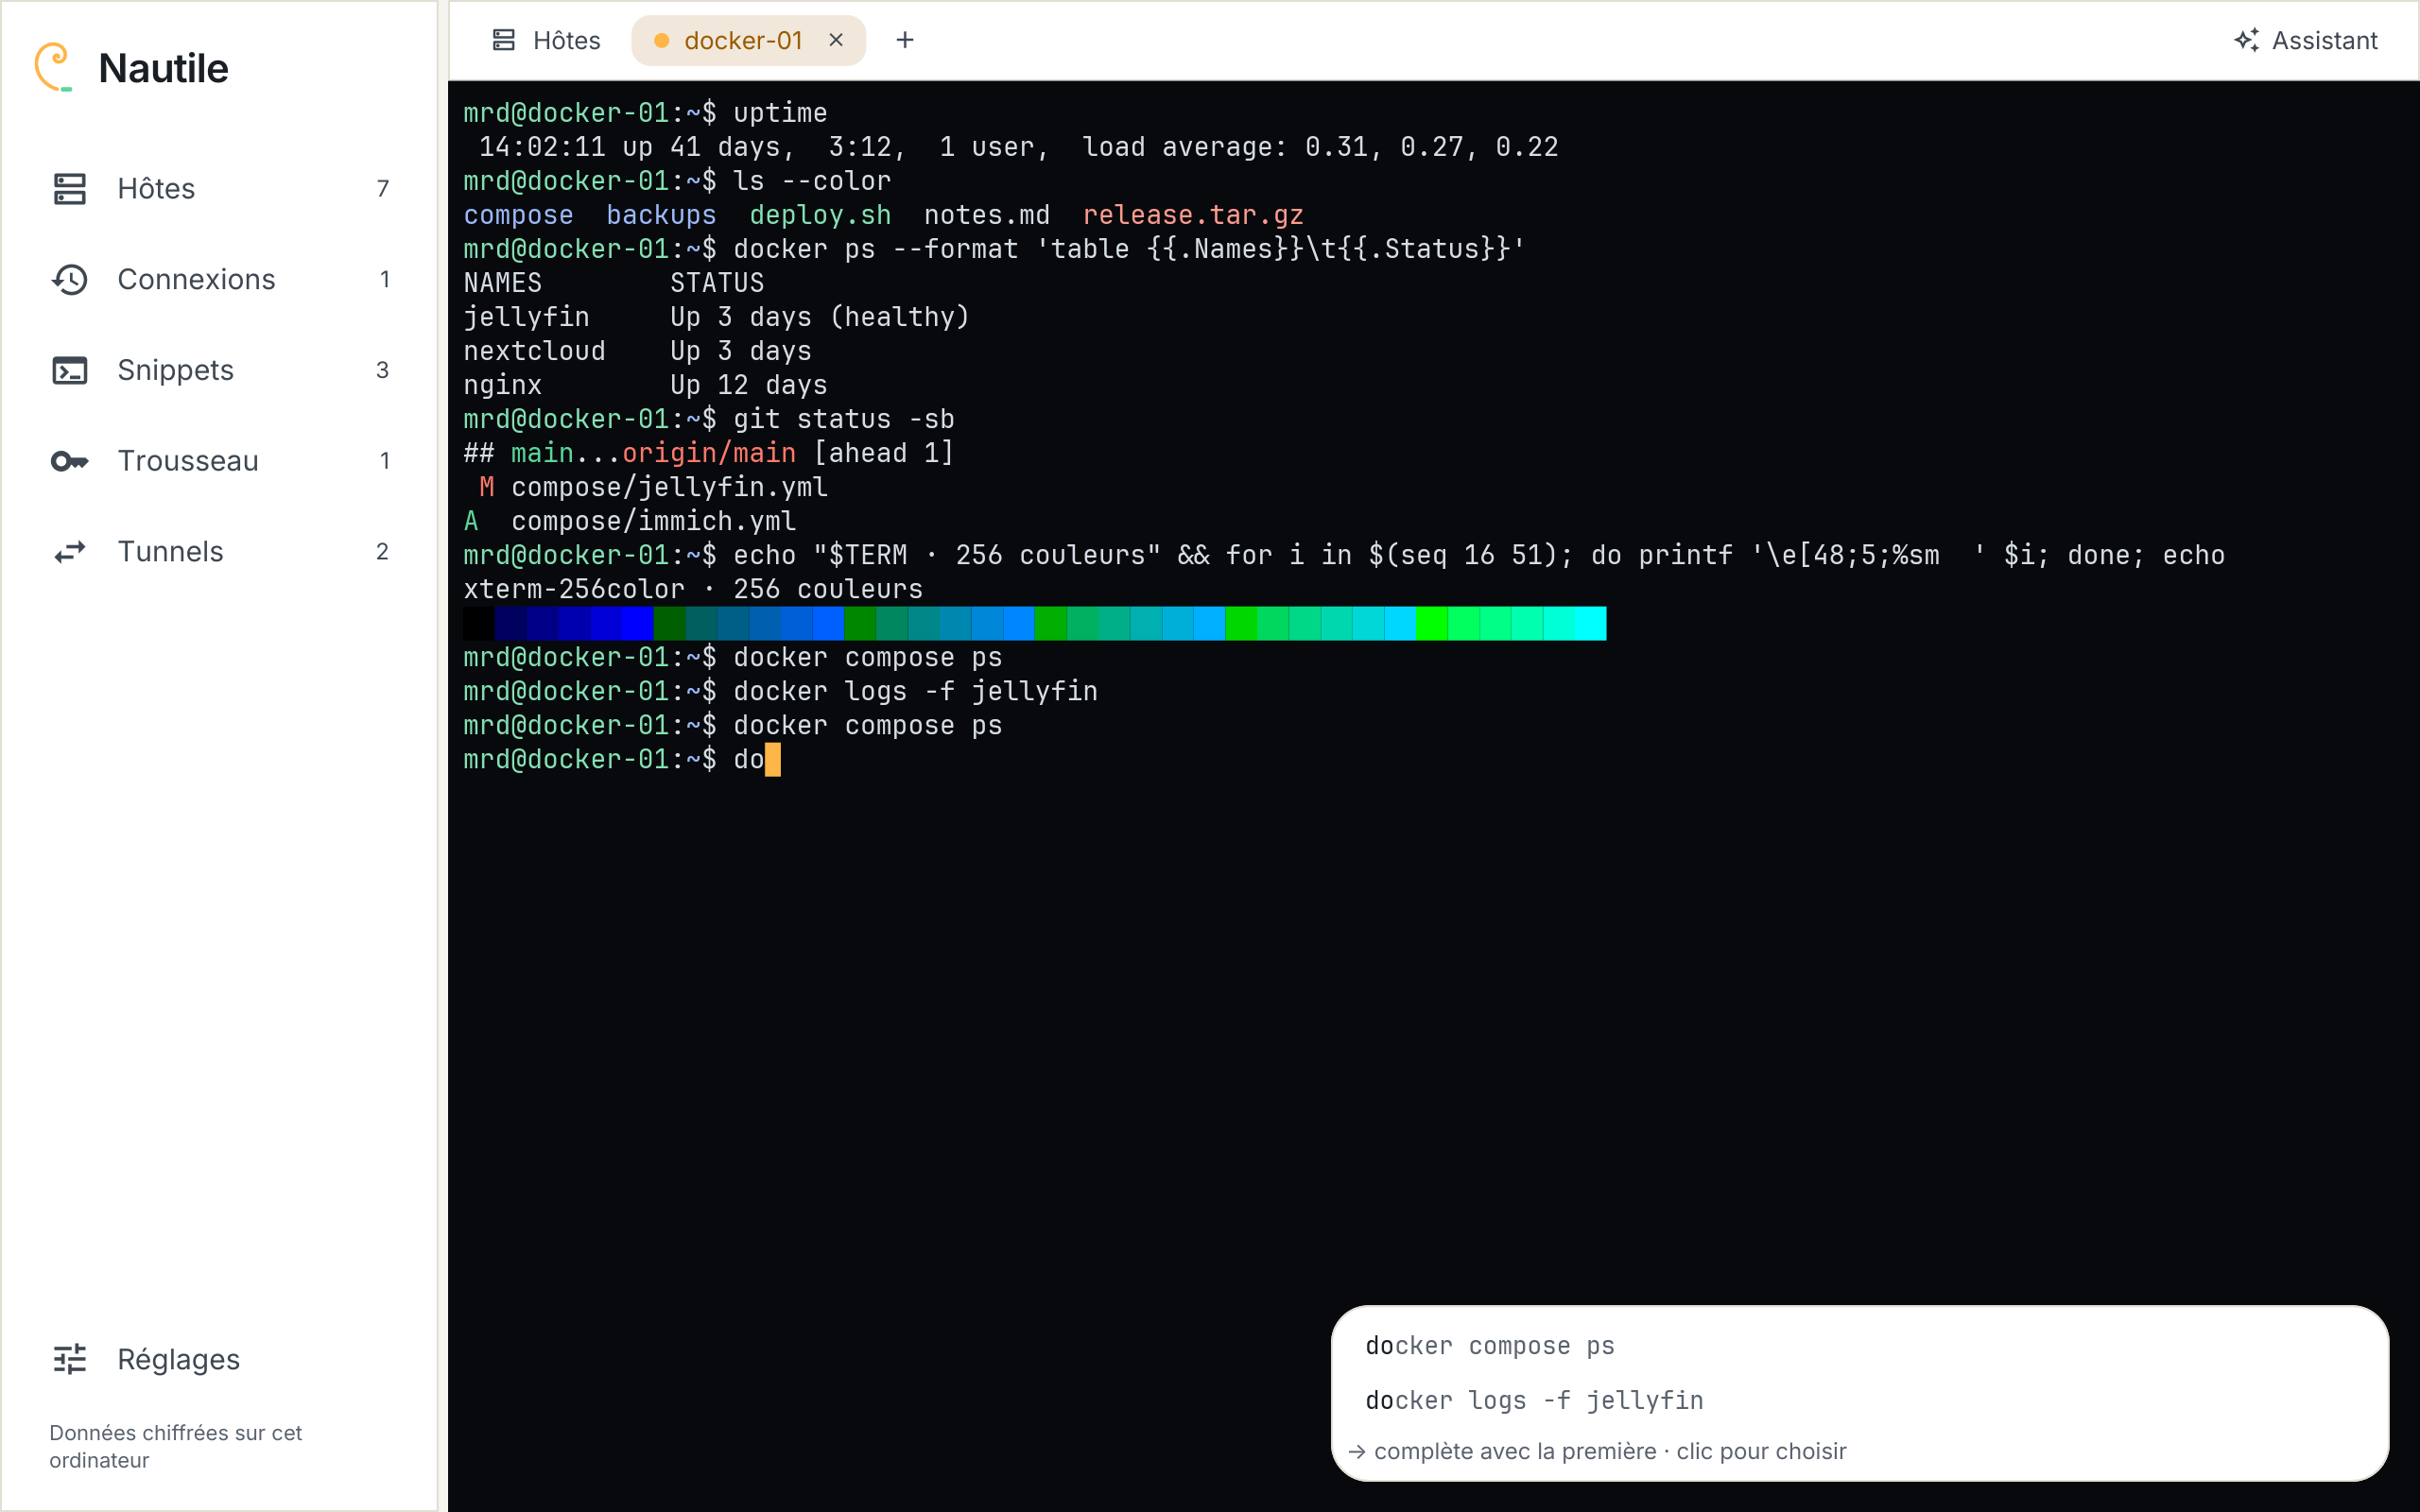 Nautile
Hôtes 7
Connexions 1
Snippets 3
Trousseau 1
Tunnels 2
Réglages
Données chiffrées sur cet
ordinateur
Hôtes docker-01 × + Assistant
mrd@docker-01:~$ uptime
 14:02:11 up 41 days,  3:12,  1 user,  load average: 0.31, 0.27, 0.22
mrd@docker-01:~$ ls --color
compose  backups  deploy.sh  notes.md  release.tar.gz
mrd@docker-01:~$ docker ps --format 'table {{.Names}}\t{{.Status}}'
NAMES        STATUS
jellyfin     Up 3 days (healthy)
nextcloud    Up 3 days
nginx        Up 12 days
mrd@docker-01:~$ git status -sb
## main...origin/main [ahead 1]
 M compose/jellyfin.yml
A  compose/immich.yml
mrd@docker-01:~$ echo "$TERM · 256 couleurs" && for i in $(seq 16 51); do printf '\e[48;5;%sm  ' $i; done; echo
xterm-256color · 256 couleurs
mrd@docker-01:~$ docker compose ps
mrd@docker-01:~$ docker logs -f jellyfin
mrd@docker-01:~$ docker compose ps
mrd@docker-01:~$ do
docker compose ps
docker logs -f jellyfin
→ complète avec la première · clic pour choisir